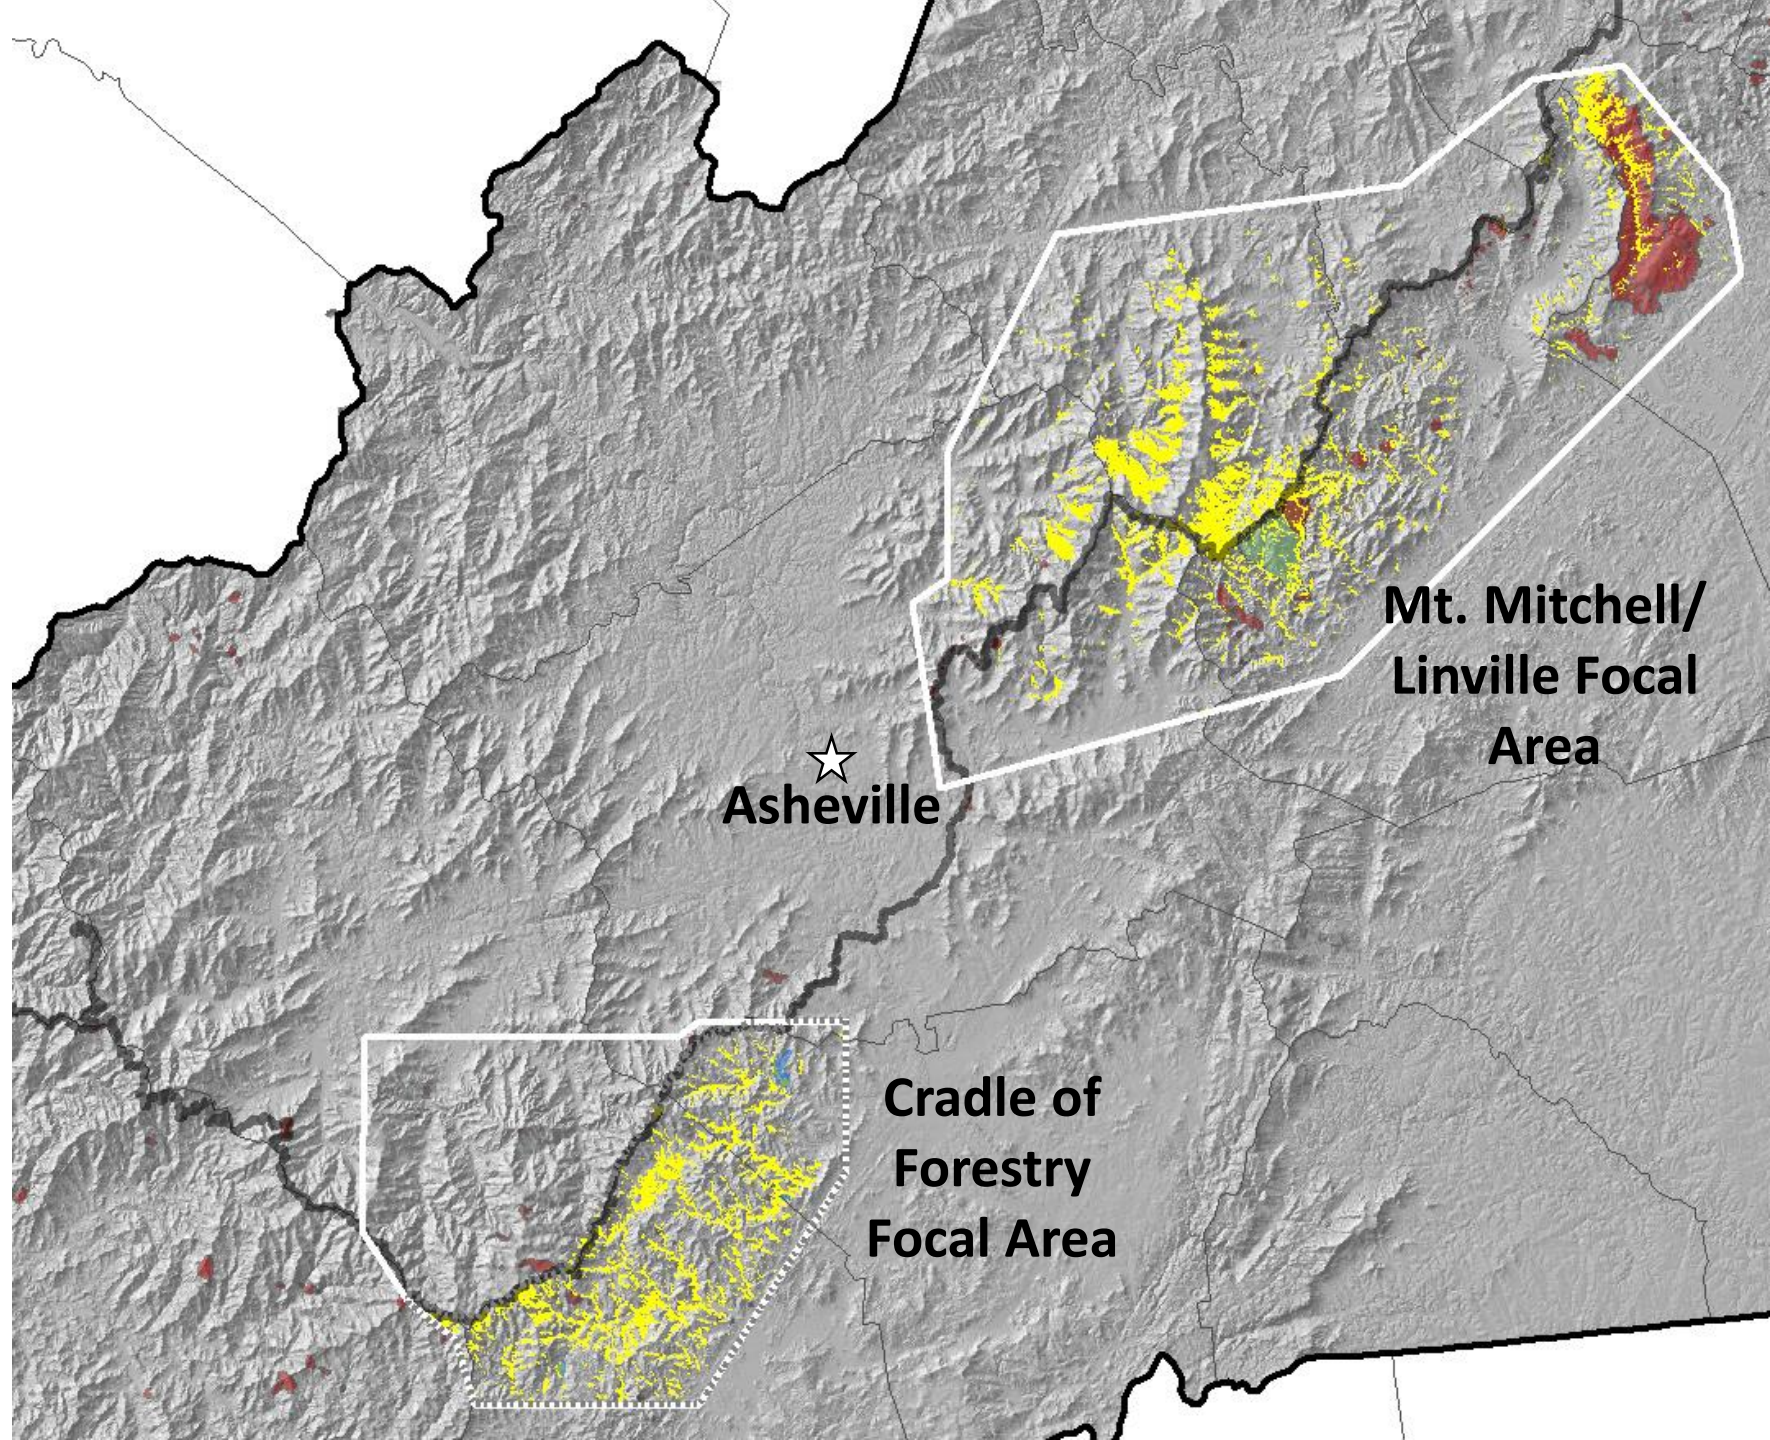 Mt. Mitchell/
Linville Focal
Area
Asheville
Cradle of
Forestry
Focal Area